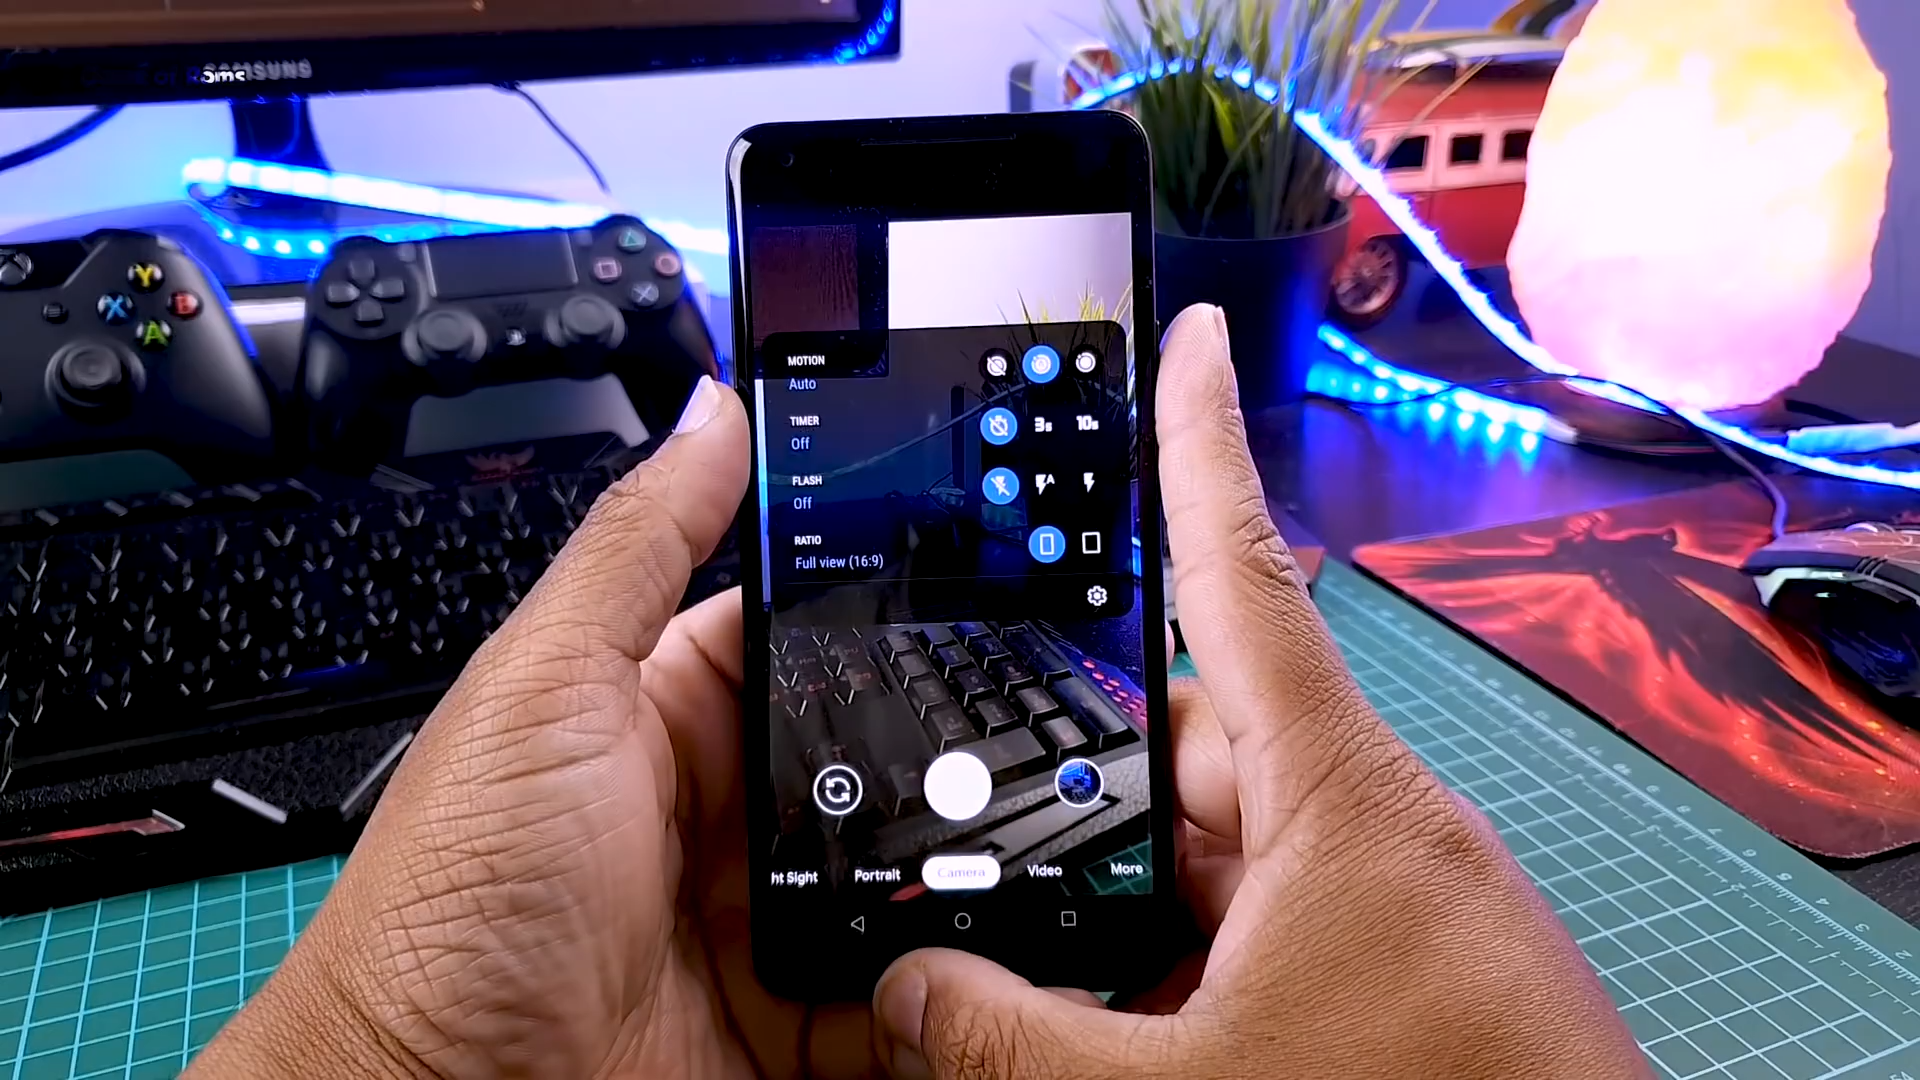 SAMSUNG
Roms
Y
X
B
A
MOTION
Auto
TIMER
Off
3s
10s
FLASH
Off
A
RATIO
Full view (16:9)
ht Sight
Portrait
Camera
Video
More